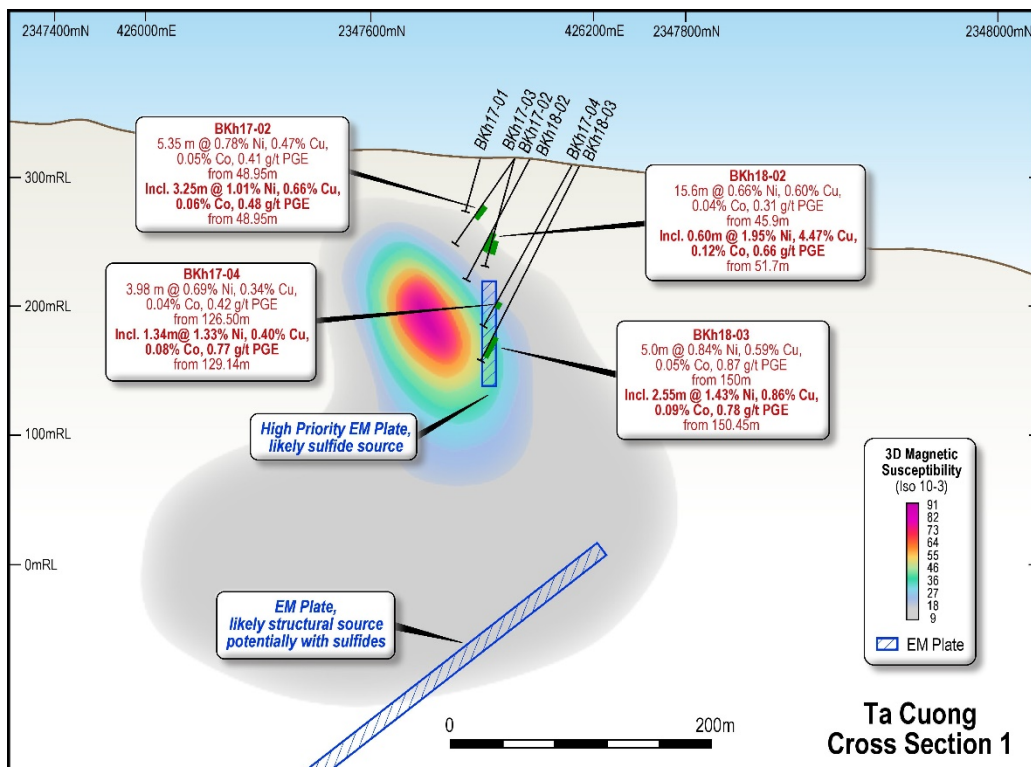 2347400mN
426000mE
2347600mN
426200mE
2347800mN
2348000mN
BKh17-01
BKh17-03
BKh17-02
BKh18-02
BKh17-04
BKh18-03
BKh17-02
5.35 m @ 0.78% Ni, 0.47% Cu,
0.05% Co, 0.41 g/t PGE
from 48.95m
Incl. 3.25m @ 1.01% Ni, 0.66% Cu,
0.06% Co, 0.48 g/t PGE
from 48.95m
BKh18-02
15.6m @ 0.66% Ni, 0.60% Cu,
0.04% Co, 0.31 g/t PGE
from 45.9m
Incl. 0.60m @ 1.95% Ni, 4.47% Cu,
0.12% Co, 0.66 g/t PGE
from 51.7m
300mRL
BKh17-04
3.98 m @ 0.69% Ni, 0.34% Cu,
0.04% Co, 0.42 g/t PGE
from 126.50m
Incl. 1.34m@ 1.33% Ni, 0.40% Cu,
0.08% Co, 0.77 g/t PGE
from 129.14m
200mRL
BKh18-03
5.0m @ 0.84% Ni, 0.59% Cu,
0.05% Co, 0.87 g/t PGE
from 150m
Incl. 2.55m @ 1.43% Ni, 0.86% Cu,
0.09% Co, 0.78 g/t PGE
from 150.45m
High Priority EM Plate,
likely sulfide source
100mRL
3D Magnetic
Susceptibility
(Iso 10-3)
91
82
73
64
55
46
36
27
18
9
EM Plate
0mRL
EM Plate,
likely structural source
potentially with sulfides
0
200m
Ta Cuong
Cross Section 1